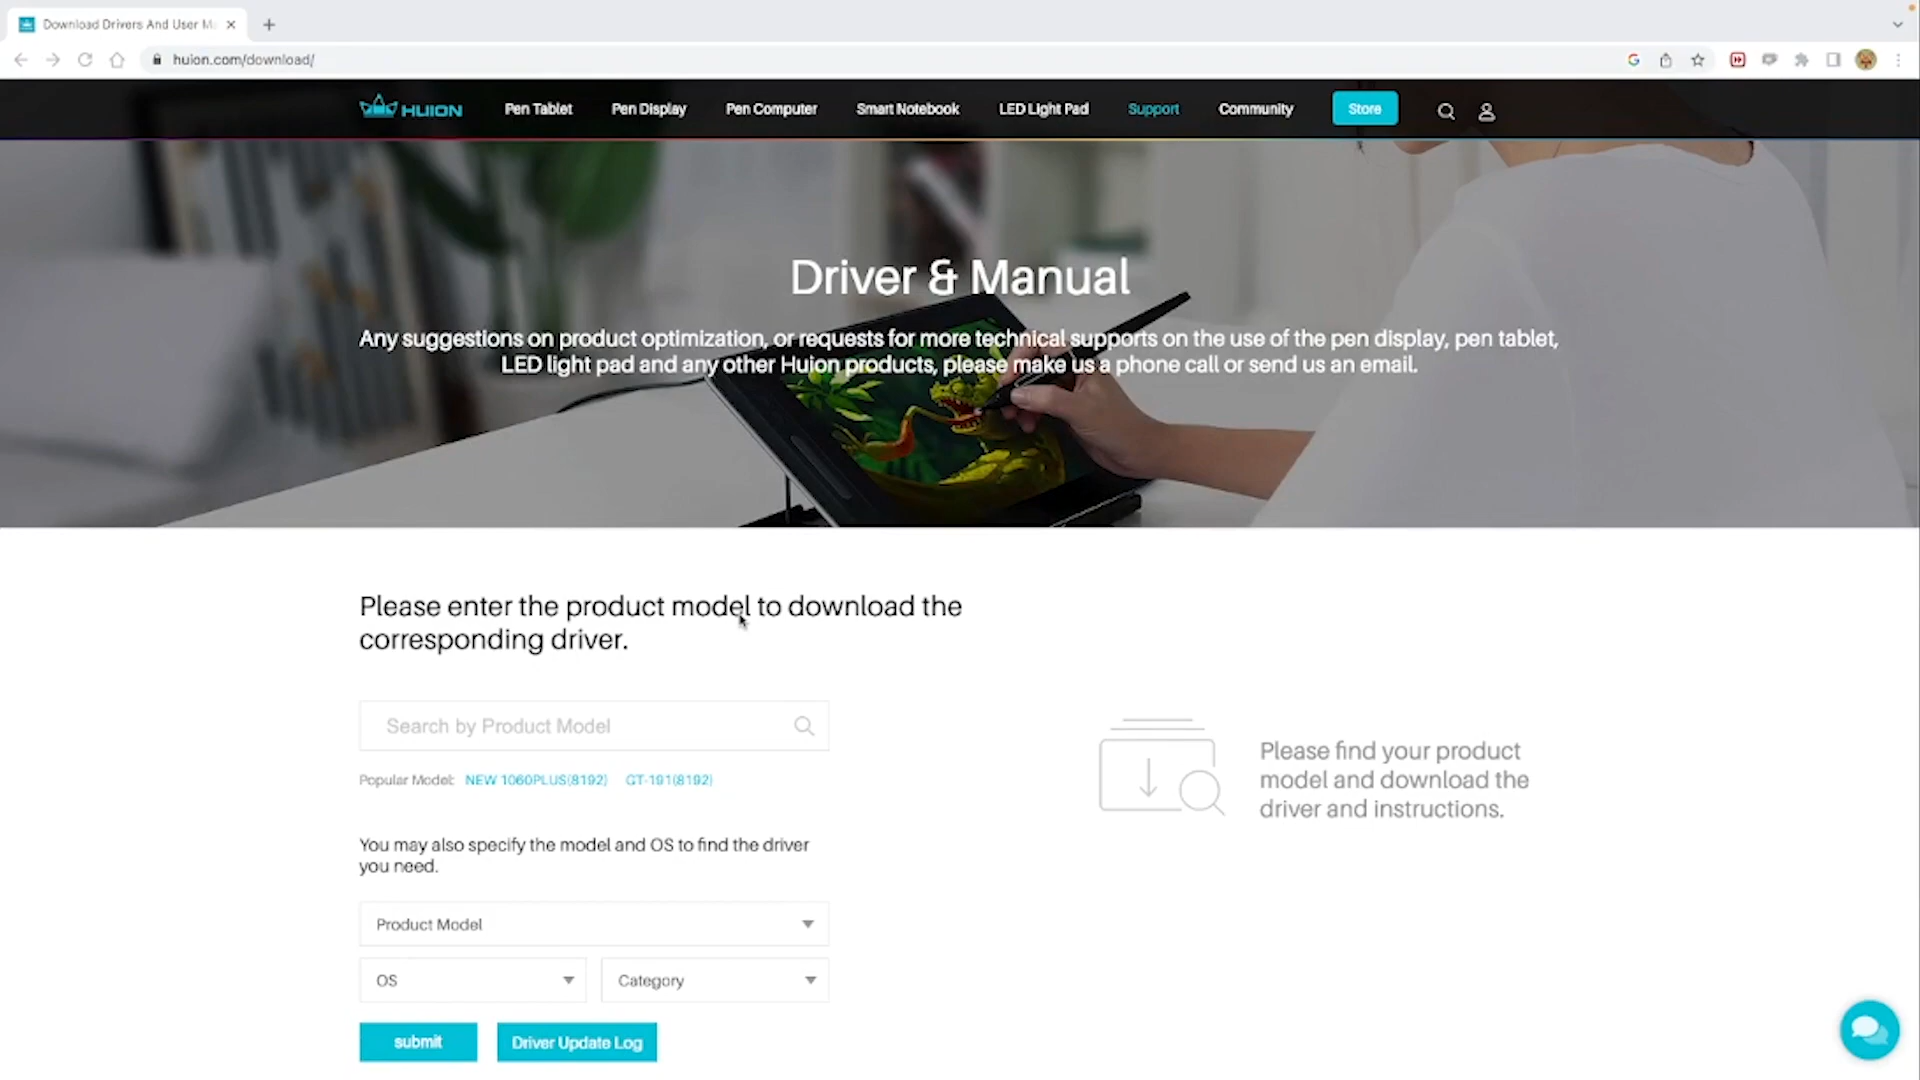 Download Drivers And User M
huion.com/download/
HUION
Pen Tablet
Pen Display
Pen Computer
Smart Notebook
LED Light Pad
Support
Community
Store
Driver & Manual
Any suggestions on product optimization, or requests for more technical supports on the use of the pen display, pen tablet,
LED light pad and any other Huion products, please make us a phone call or send us an email.
Please enter the product model to download the
corresponding driver.
Search by Product Model
Popular Model: NEW 1060PLUS(8192) GT-191(8192)
You may also specify the model and OS to find the driver
you need.
Product Model
OS
Category
submit
Driver Update Log
Please find your product
model and download the
driver and instructions.